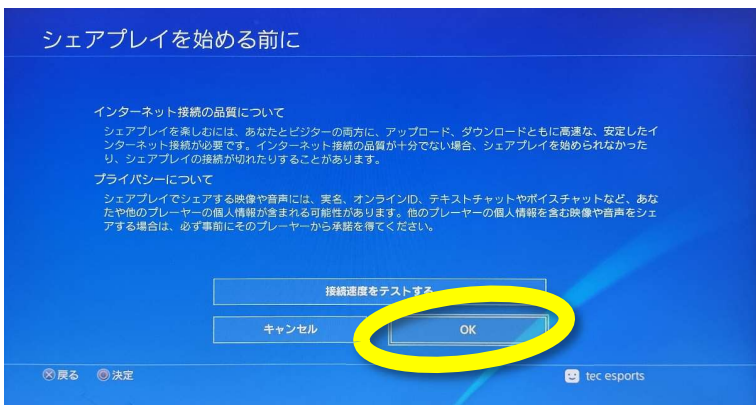 シェアプレイを始める前に
インターネット接続の品質について
シェアプレイを楽しむには、あなたとビジターの両方に、アップロード、ダウンロードともに高速な、安定したイ
ンターネット接続が必要です。インターネット接続の品質が十分でない場合、シェアプレイを始められなかった
り、シェアプレイの接続が切れたりすることがあります。
プライバシーについて
シェアプレイでシェアする映像や音声には、実名、オンラインID、テキストチャットやボイスチャットなど、あな
たや他のプレーヤーの個人情報が含まれる可能性があります。他のプレーヤーの個人情報を含む映像や音声をシェ
アする場合は、必ず事前にそのプレーヤーから承諾を得てください。
接続速度をテストする
キャンセル OK
戻る 決定 tec esports